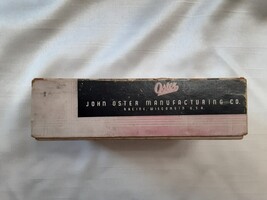 Oster
JOHN OSTER MANUFACTURING CO.
RACINE, WISCONSIN U.S.A.